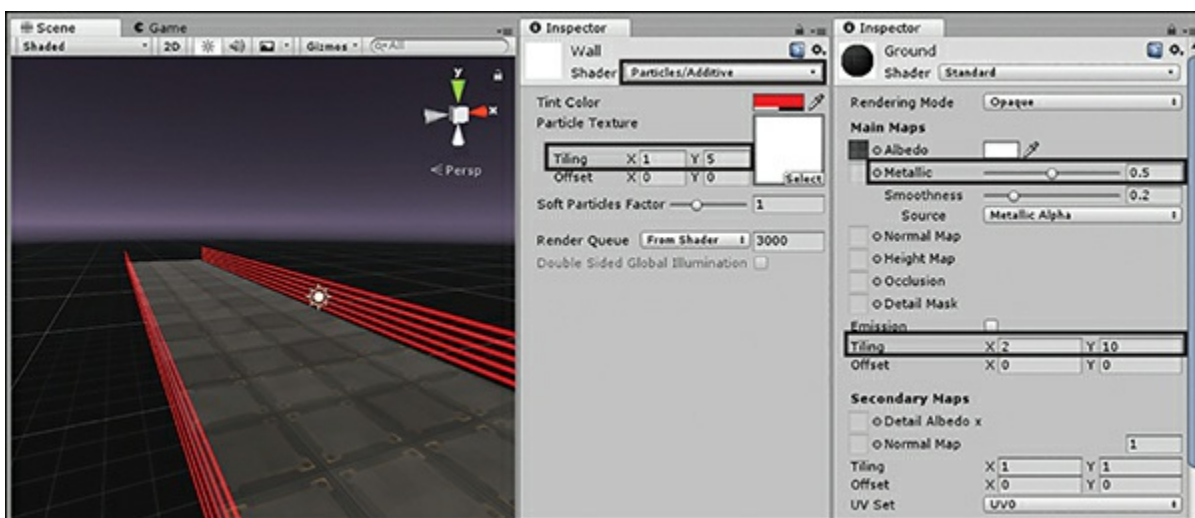 Scene
Game
Shaded
2D
Gizmos
All
y
x
Persp
Inspector
Wall
Shader Particles/Additive
Tint Color
Particle Texture
Tiling X 1 Y 5
Offset X 0 Y 0
Select
Soft Particles Factor 1
Render Queue From Shader 3000
Double Sided Global Illumination
Inspector
Ground
Shader Standard
Rendering Mode Opaque
Main Maps
Albedo
Metallic 0.5
Smoothness 0.2
Source Metallic Alpha
Normal Map
Height Map
Occlusion
Detail Mask
Emission
Tiling X 2 Y 10
Offset X 0 Y 0
Secondary Maps
Detail Albedo x
Normal Map 1
Tiling X 1 Y 1
Offset X 0 Y 0
UV Set UV0